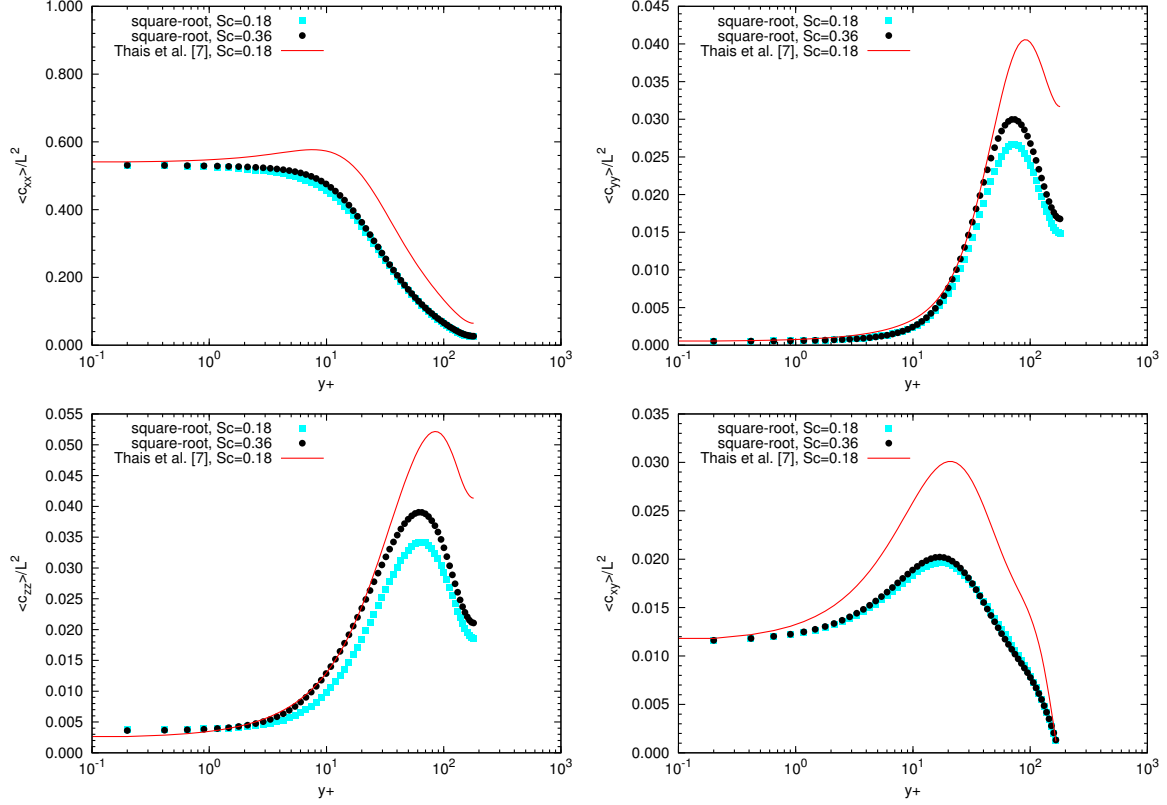 1.000
0.800
0.600
0.400
0.200
0.000
<c_xx>/L^2
square-root, Sc=0.18
square-root, Sc=0.36
Thais et al. [7], Sc=0.18
10^-1 10^0 10^1 10^2 10^3
y+
0.045
0.040
0.035
0.030
0.025
0.020
0.015
0.010
0.005
0.000
<c_yy>/L^2
square-root, Sc=0.18
square-root, Sc=0.36
Thais et al. [7], Sc=0.18
10^-1 10^0 10^1 10^2 10^3
y+
0.055
0.050
0.045
0.040
0.035
0.030
0.025
0.020
0.015
0.010
0.005
0.000
<c_zz>/L^2
square-root, Sc=0.18
square-root, Sc=0.36
Thais et al. [7], Sc=0.18
10^-1 10^0 10^1 10^2 10^3
y+
0.035
0.030
0.025
0.020
0.015
0.010
0.005
0.000
<c_xy>/L^2
square-root, Sc=0.18
square-root, Sc=0.36
Thais et al. [7], Sc=0.18
10^-1 10^0 10^1 10^2 10^3
y+